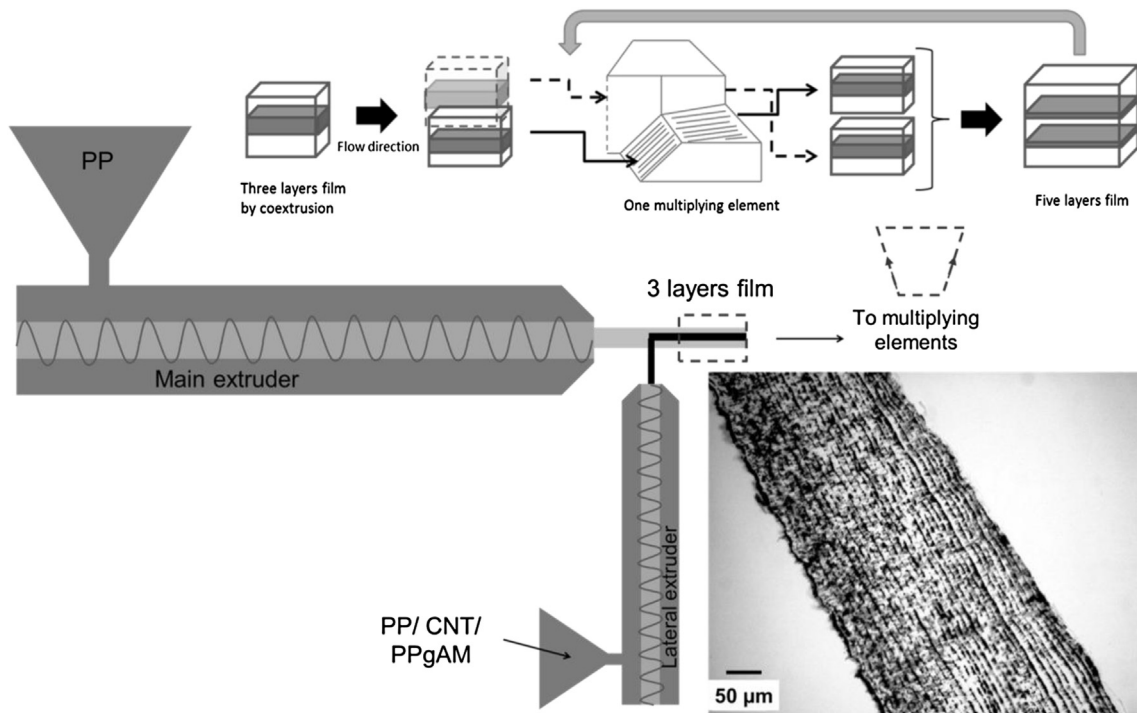 PP
Flow direction
Three layers film
by coextrusion
One multiplying element
Five layers film
3 layers film
To multiplying
elements
Main extruder
Lateral extruder
PP/ CNT/
PPgAM
50 µm